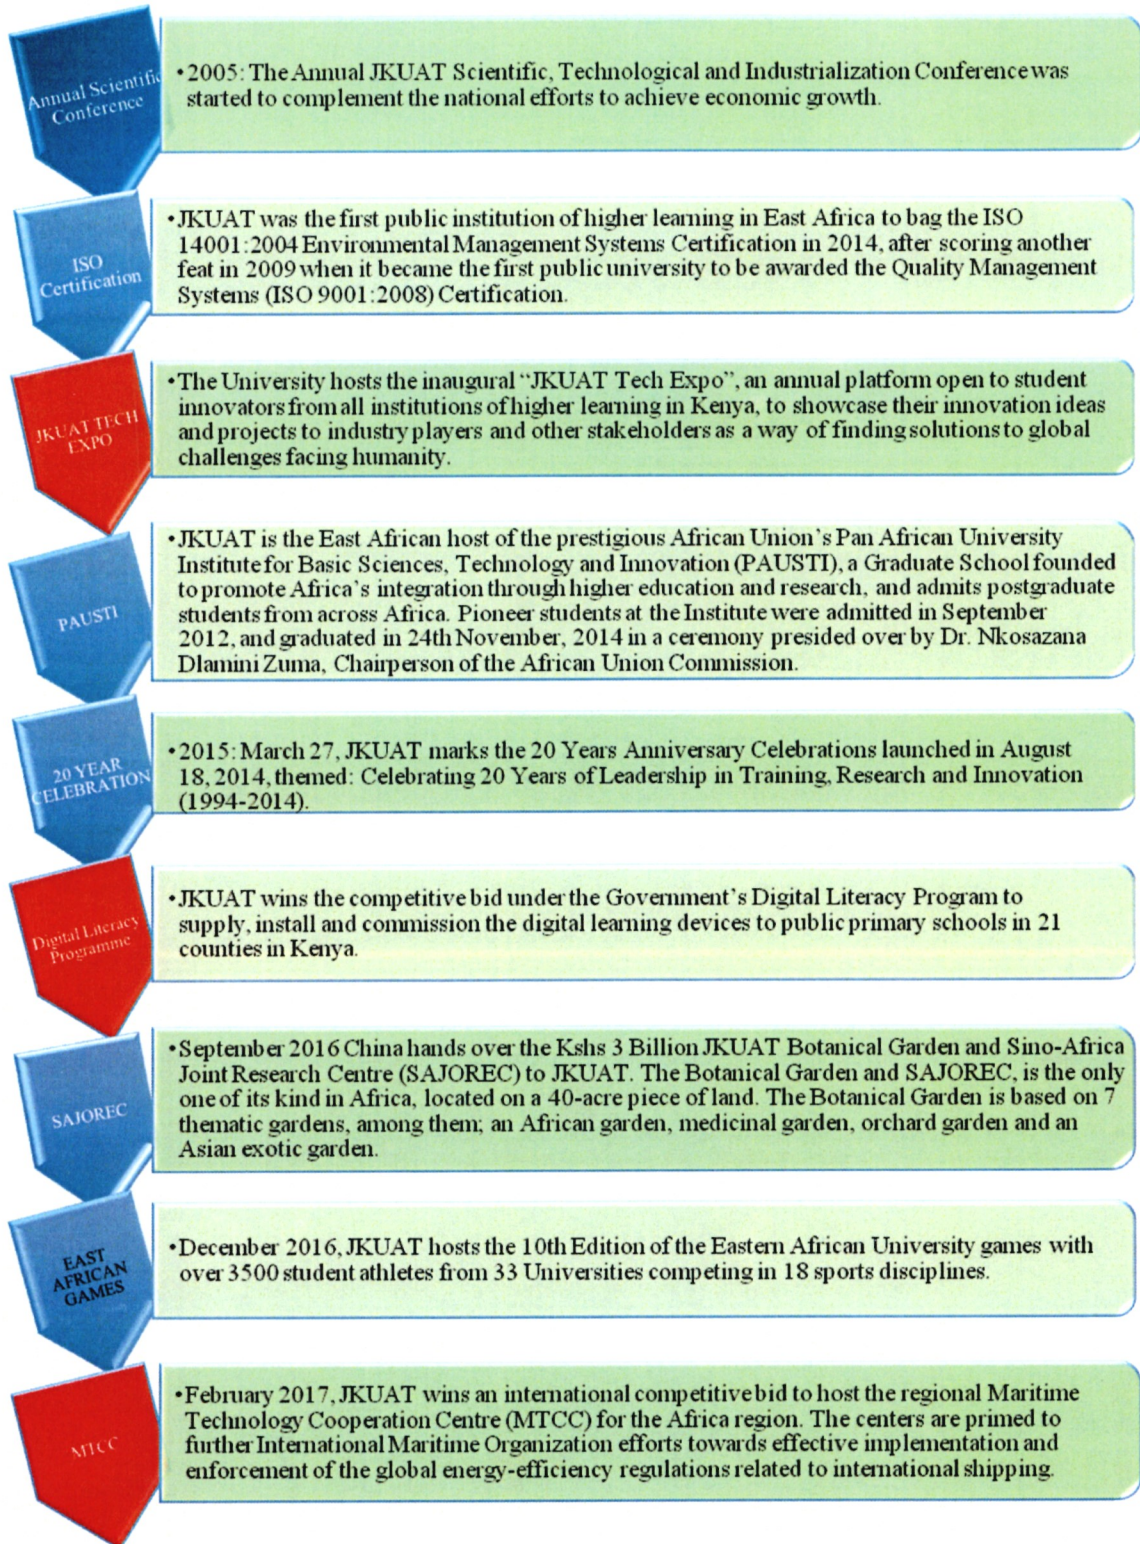 Annual Scientific
Conference
•2005: The Annual JKUAT Scientific, Technological and Industrialization Conference was
started to complement the national efforts to achieve economic growth.
ISO
Certification
•JKUAT was the first public institution of higher learning in East Africa to bag the ISO
14001:2004 Environmental Management Systems Certification in 2014, after scoring another
feat in 2009 when it became the first public university to be awarded the Quality Management
Systems (ISO 9001:2008) Certification.
JKUAT TECH
EXPO
•The University hosts the inaugural “JKUAT Tech Expo”, an annual platform open to student
innovators from all institutions of higher learning in Kenya, to showcase their innovation ideas
and projects to industry players and other stakeholders as a way of finding solutions to global
challenges facing humanity.
PAUSTI
•JKUAT is the East African host of the prestigious African Union’s Pan African University
Institute for Basic Sciences, Technology and Innovation (PAUSTI), a Graduate School founded
to promote Africa’s integration through higher education and research, and admits postgraduate
students from across Africa. Pioneer students at the Institute were admitted in September
2012, and graduated in 24th November, 2014 in a ceremony presided over by Dr. Nkosazana
Dlamini Zuma, Chairperson of the African Union Commission.
20 YEAR
CELEBRATION
•2015: March 27, JKUAT marks the 20 Years Anniversary Celebrations launched in August
18, 2014, themed: Celebrating 20 Years of Leadership in Training, Research and Innovation
(1994-2014).
Digital Literacy
Programme
•JKUAT wins the competitive bid under the Government’s Digital Literacy Program to
supply, install and commission the digital learning devices to public primary schools in 21
counties in Kenya.
SAJOREC
•September 2016 China hands over the Kshs 3 Billion JKUAT Botanical Garden and Sino-Africa
Joint Research Centre (SAJOREC) to JKUAT. The Botanical Garden and SAJOREC, is the only
one of its kind in Africa, located on a 40-acre piece of land. The Botanical Garden is based on 7
thematic gardens, among them; an African garden, medicinal garden, orchard garden and an
Asian exotic garden.
EAST
AFRICAN
GAMES
•December 2016, JKUAT hosts the 10th Edition of the Eastern African University games with
over 3500 student athletes from 33 Universities competing in 18 sports disciplines.
MTCC
•February 2017, JKUAT wins an international competitive bid to host the regional Maritime
Technology Cooperation Centre (MTCC) for the Africa region. The centers are primed to
further International Maritime Organization efforts towards effective implementation and
enforcement of the global energy-efficiency regulations related to international shipping.